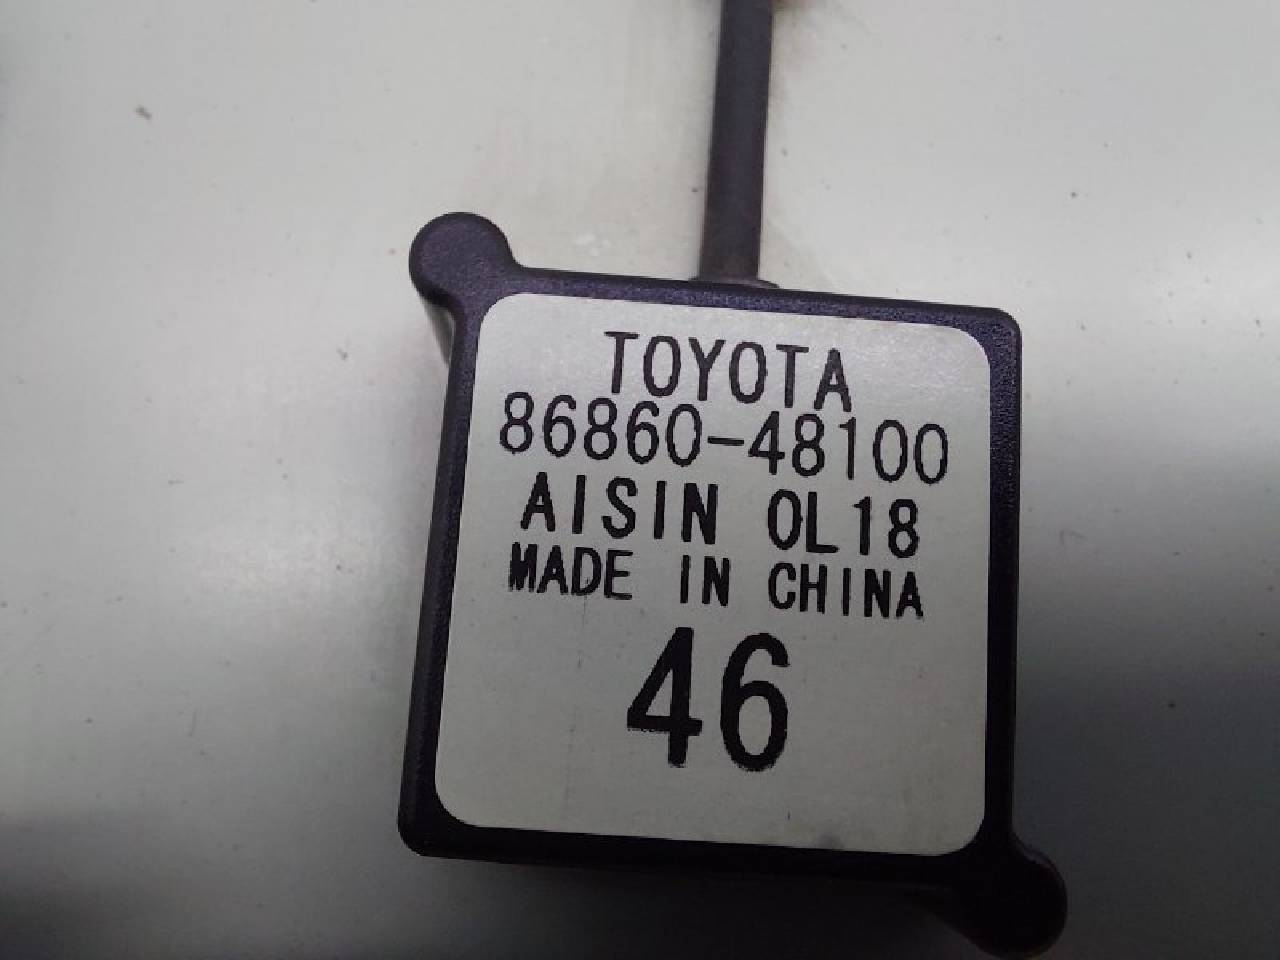 TOYOTA
86860-48100
AISIN 0L18
MADE IN CHINA
46